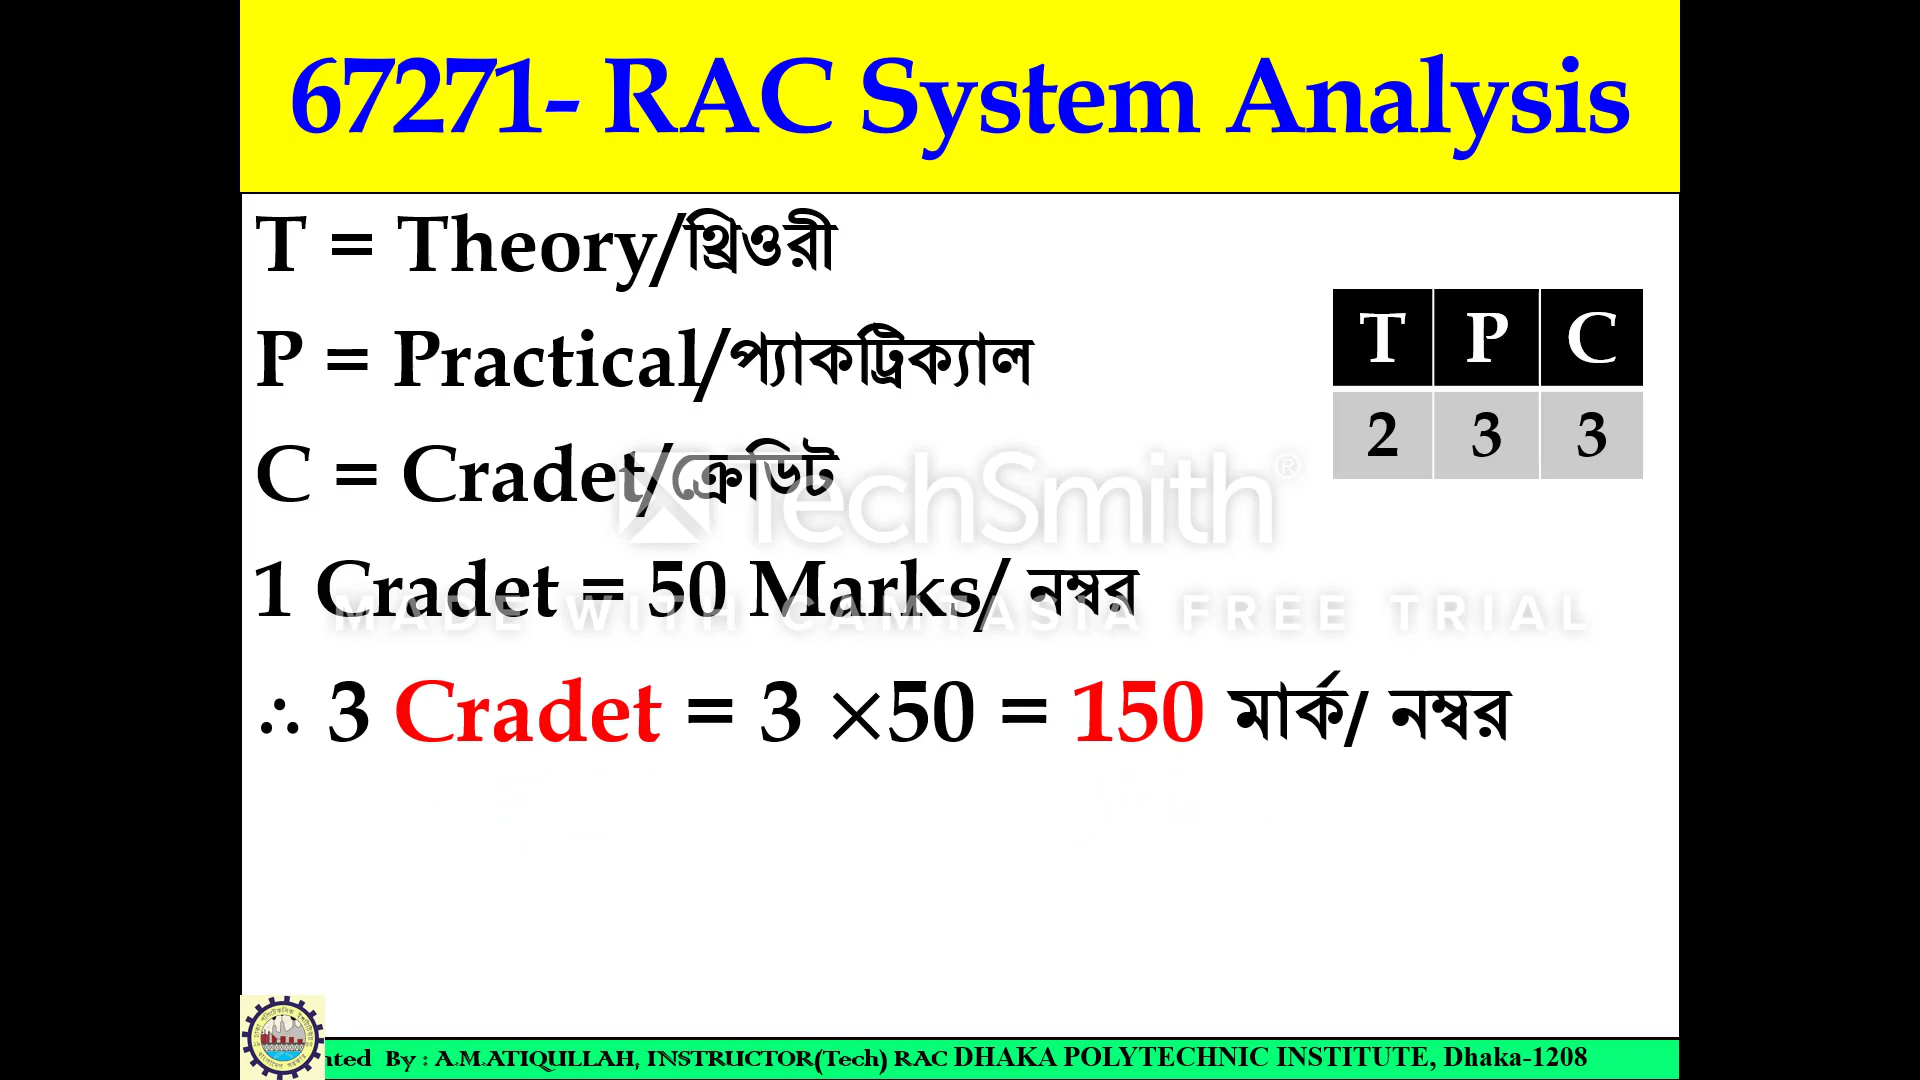 67271- RAC System Analysis
T = Theory/থ্রিওরী
P = Practical/প্যাকট্রিক্যাল
C = Cradet/ক্রেডিট
1 Cradet = 50 Marks/ নম্বর
∴ 3 Cradet = 3 ×50 = 150 মার্ক/ নম্বর
T P C
2 3 3
TechSmith®
MADE WITH CAMTASIA FREE TRIAL
nted By : A.M.ATIQULLAH, INSTRUCTOR(Tech) RAC DHAKA POLYTECHNIC INSTITUTE, Dhaka-1208